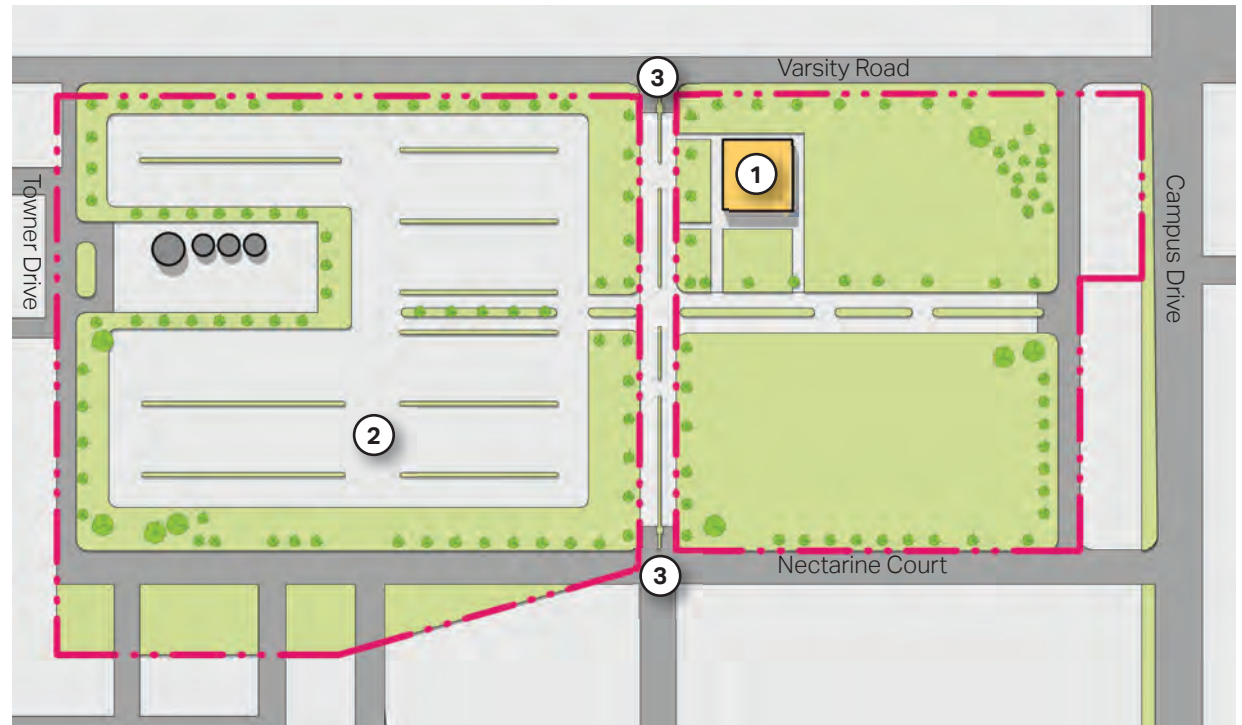 Varsity Road
3
1
Towner Drive
Campus Drive
2
Nectarine Court
3